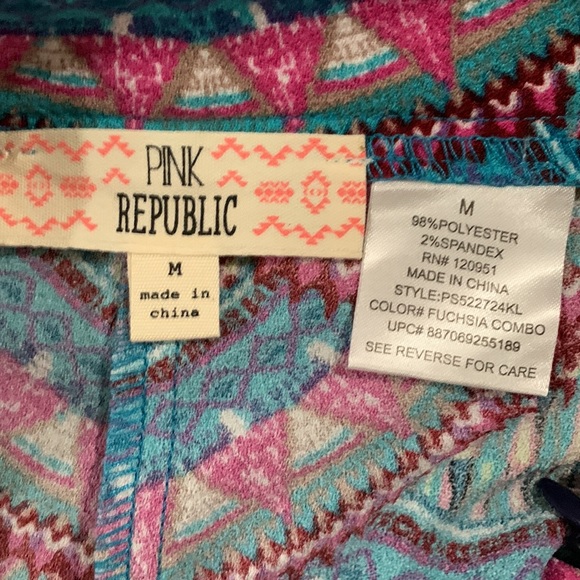 PINK
REPUBLIC
M
made in
china
M
98%POLYESTER
2%SPANDEX
RN# 120951
MADE IN CHINA
STYLE:PS522724KL
COLOR# FUCHSIA COMBO
UPC# 887069255189
SEE REVERSE FOR CARE